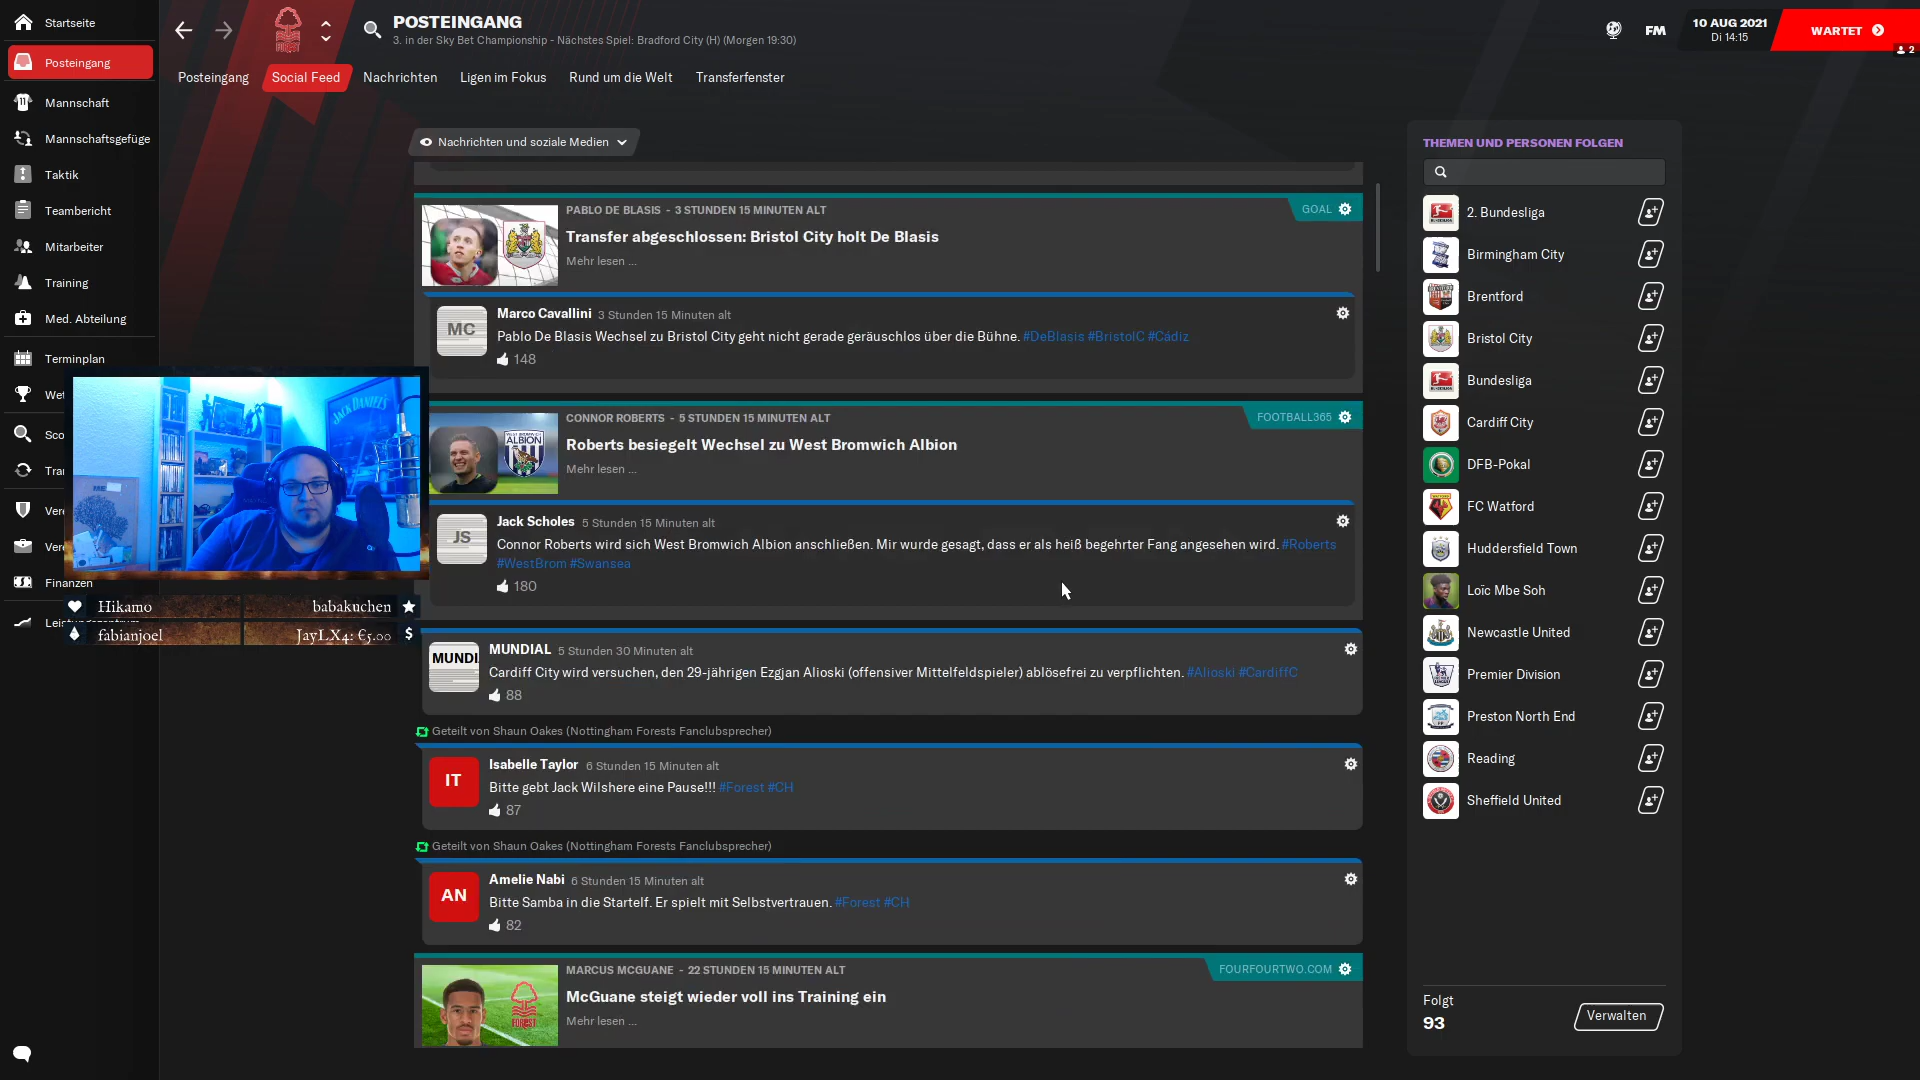 Startseite
Posteingang
Mannschaft
Mannschaftsgefüge
Taktik
Teambericht
Mitarbeiter
Training
Med. Abteilung
Terminplan
Finanzen
POSTEINGANG
3. in der Sky Bet Championship - Nächstes Spiel: Bradford City (H) (Morgen 19:30)
FM
10 AUG 2021
Di 14:15
WARTET
2
Posteingang
Social Feed
Nachrichten
Ligen im Fokus
Rund um die Welt
Transferfenster
Nachrichten und soziale Medien
PABLO DE BLASIS - 3 STUNDEN 15 MINUTEN ALT
GOAL
Transfer abgeschlossen: Bristol City holt De Blasis
Mehr lesen ...
MC
Marco Cavallini 3 Stunden 15 Minuten alt
Pablo De Blasis Wechsel zu Bristol City geht nicht gerade geräuschlos über die Bühne. #DeBlasis #BristolC #Cádiz
148
CONNOR ROBERTS - 5 STUNDEN 15 MINUTEN ALT
FOOTBALL365
Roberts besiegelt Wechsel zu West Bromwich Albion
Mehr lesen ...
JS
Jack Scholes 5 Stunden 15 Minuten alt
Connor Roberts wird sich West Bromwich Albion anschließen. Mir wurde gesagt, dass er als heiß begehrter Fang angesehen wird. #Roberts
#WestBrom #Swansea
180
MUNDI
MUNDIAL 5 Stunden 30 Minuten alt
Cardiff City wird versuchen, den 29-jährigen Ezgjan Alioski (offensiver Mittelfeldspieler) ablösefrei zu verpflichten. #Alioski #CardiffC
88
Geteilt von Shaun Oakes (Nottingham Forests Fanclubsprecher)
IT
Isabelle Taylor 6 Stunden 15 Minuten alt
Bitte gebt Jack Wilshere eine Pause!!! #Forest #CH
87
Geteilt von Shaun Oakes (Nottingham Forests Fanclubsprecher)
AN
Amelie Nabi 6 Stunden 15 Minuten alt
Bitte Samba in die Startelf. Er spielt mit Selbstvertrauen. #Forest #CH
82
MARCUS MCGUANE - 22 STUNDEN 15 MINUTEN ALT
FOURFOURTWO.COM
McGuane steigt wieder voll ins Training ein
Mehr lesen ...
JACK DANIEL'S
Hikamo
babakuchen
fabianjoel
JayLX4: €5.00
THEMEN UND PERSONEN FOLGEN
2. Bundesliga
Birmingham City
Brentford
Bristol City
Bundesliga
Cardiff City
DFB-Pokal
FC Watford
Huddersfield Town
Loïc Mbe Soh
Newcastle United
Premier Division
Preston North End
Reading
Sheffield United
Folgt
93
Verwalten